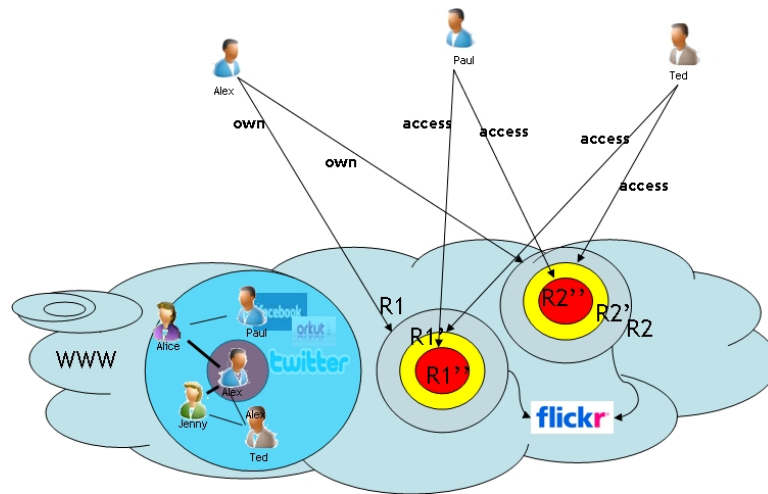 Paul
Alex
Ted
own
access
access
access
own
access
R1
R2''
R2'
R2
R1'
R1''
WWW
facebook
orkut
twitter
Alice
Paul
Alex
Jenny
Alex
Ted
flickr